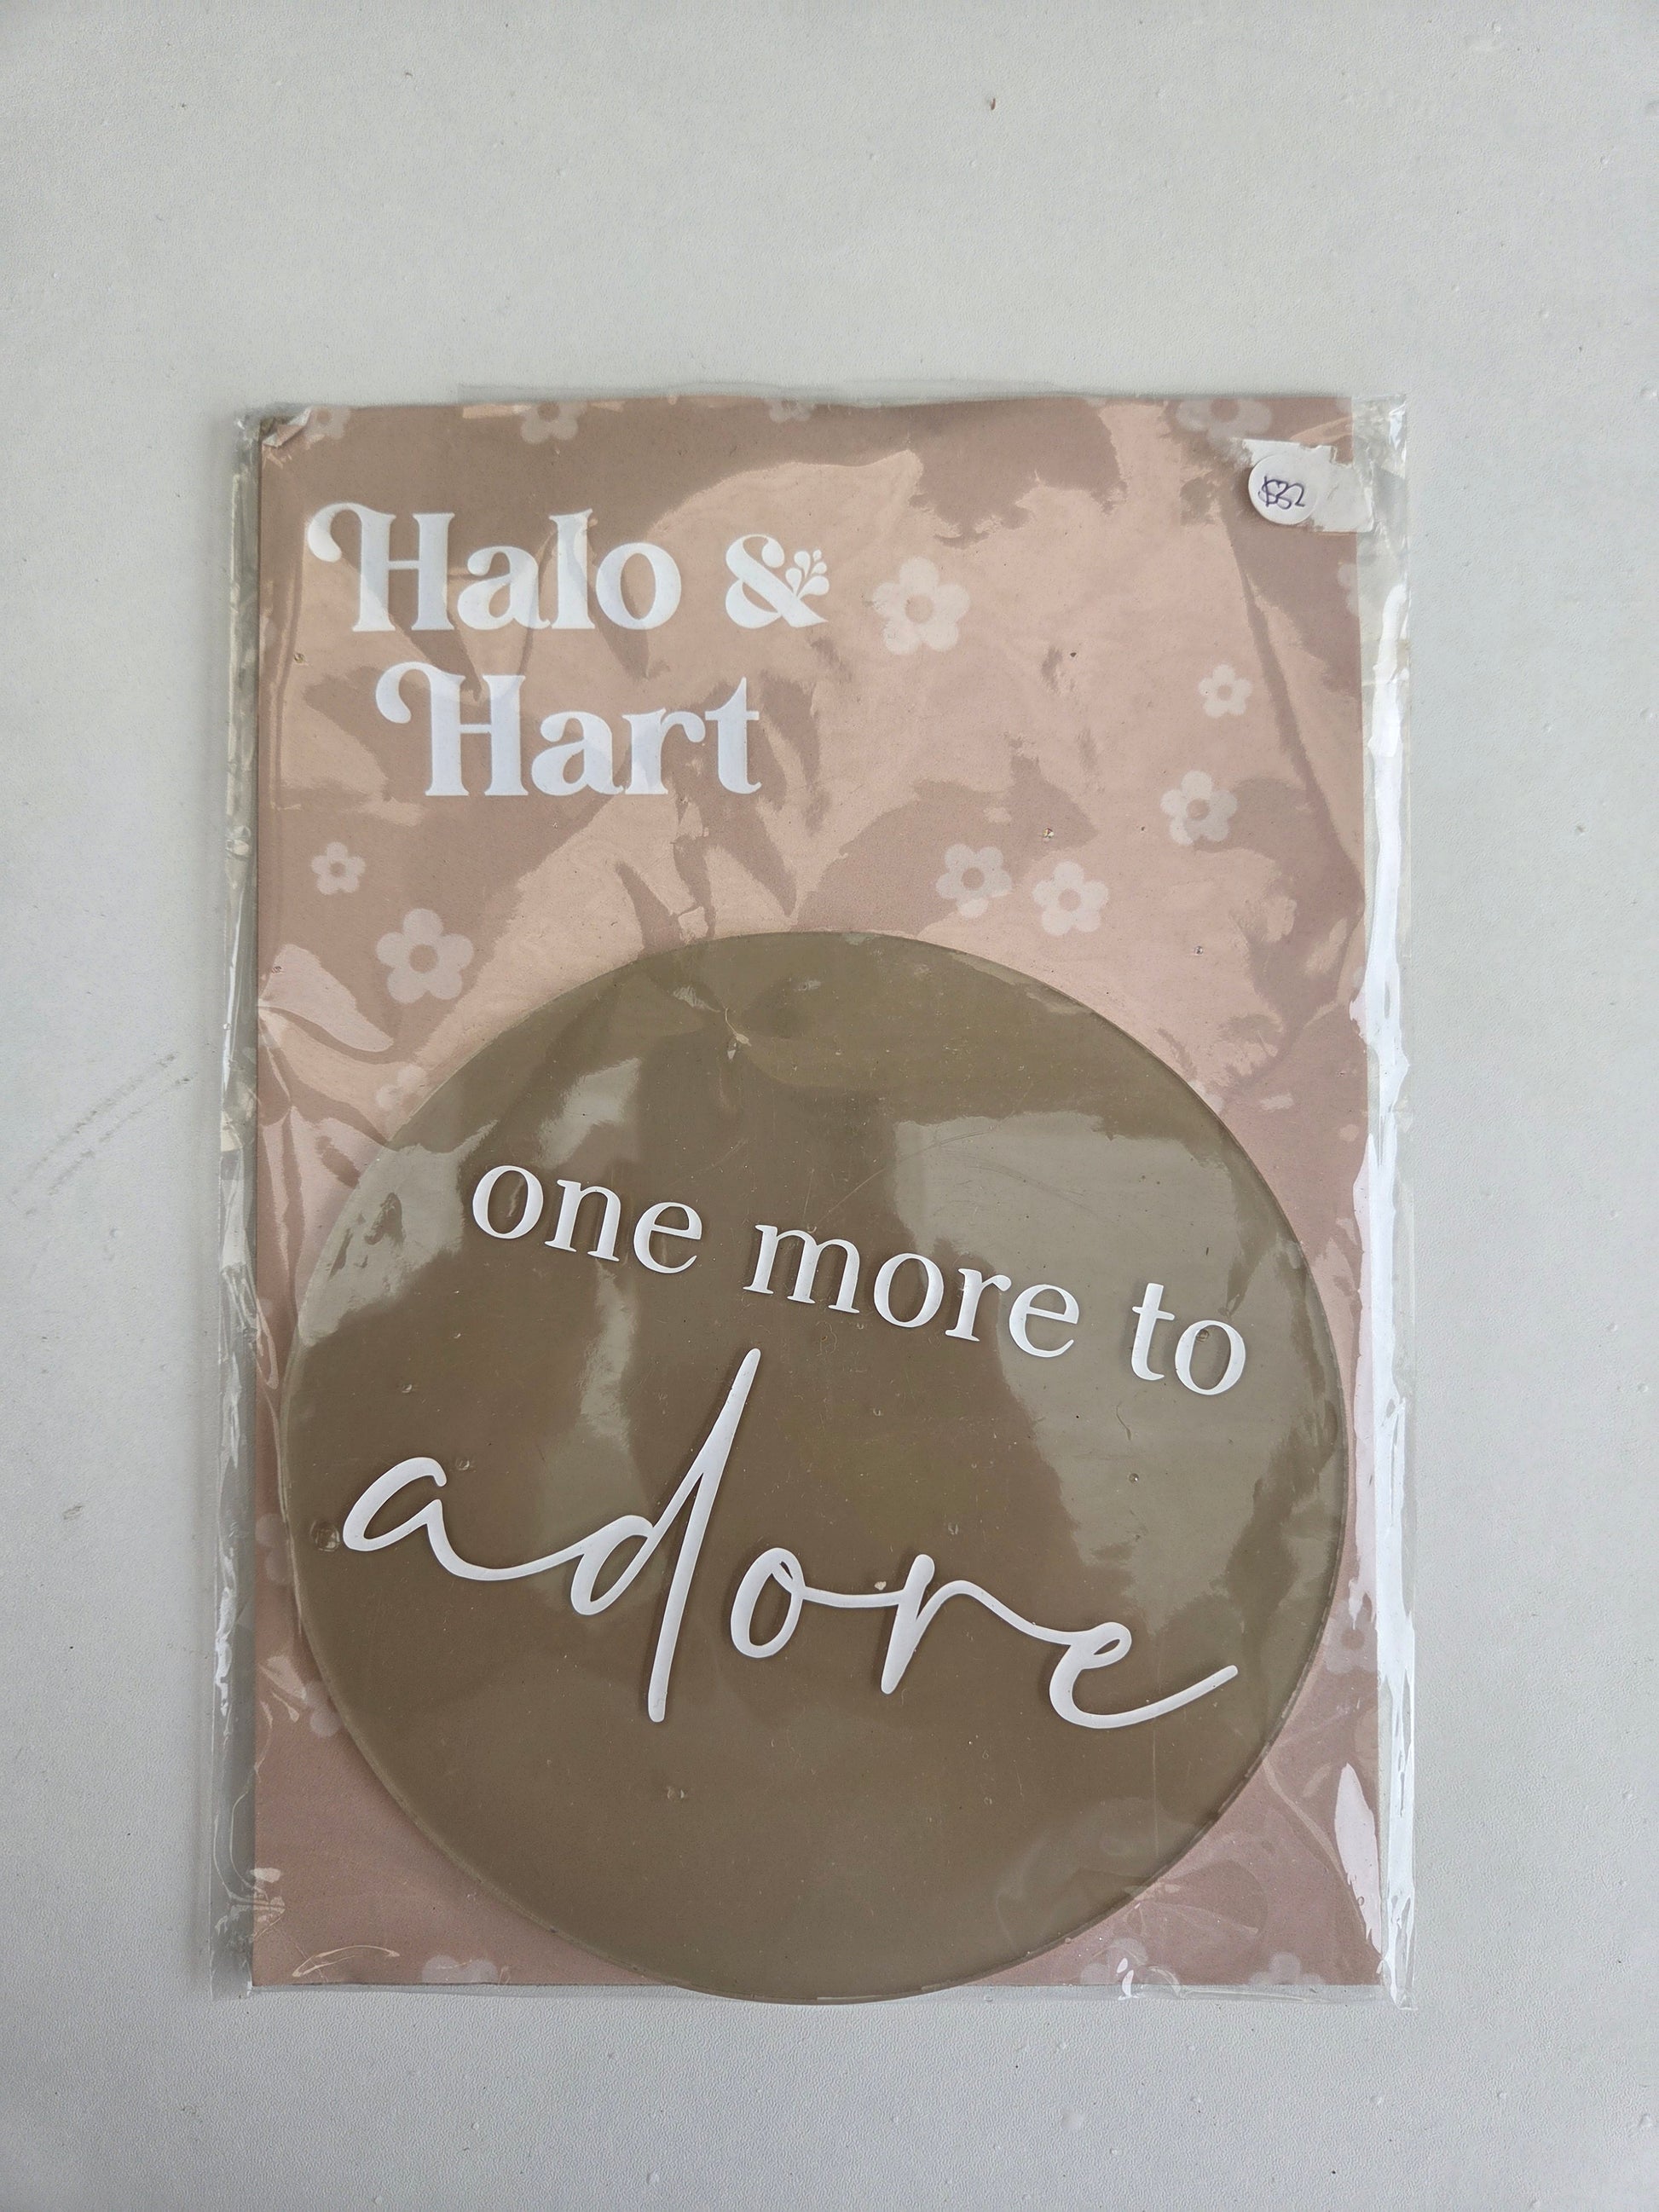 Halo &
Hart
one more to
adore